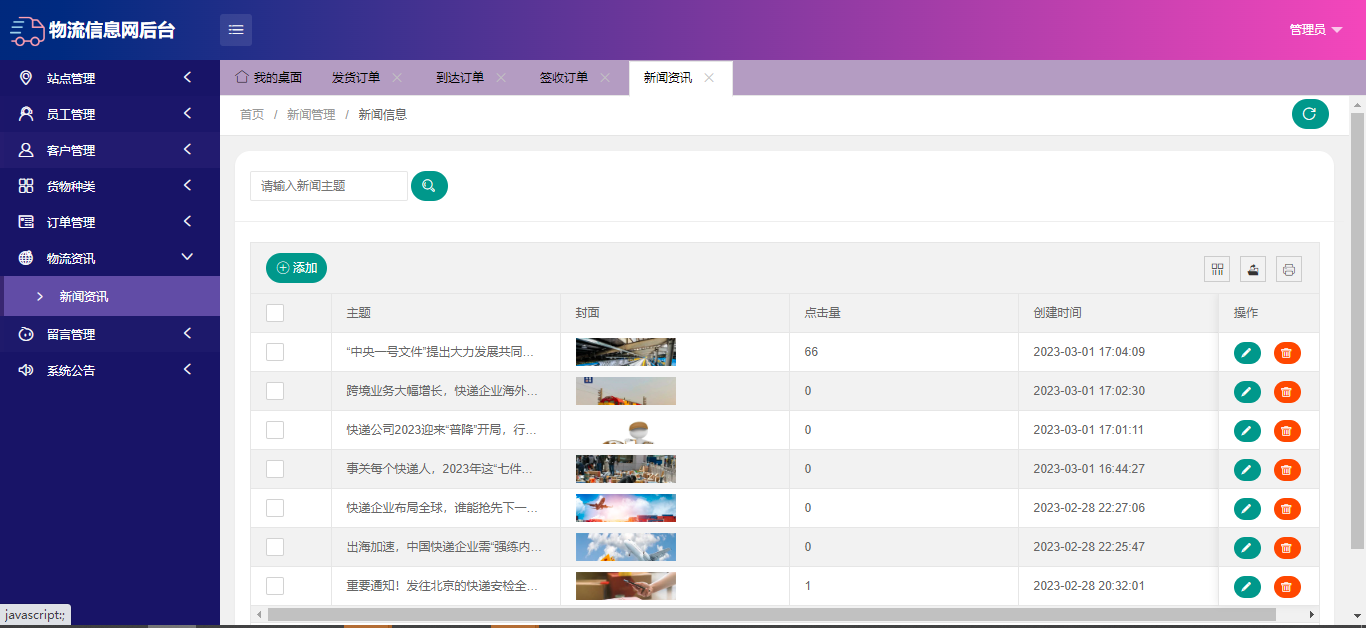 物流信息网后台
管理员
站点管理
员工管理
客户管理
货物种类
订单管理
物流资讯
新闻资讯
留言管理
系统公告
我的桌面 发货订单 到达订单 签收订单 新闻资讯
首页 / 新闻管理 / 新闻信息
请输入新闻主题
添加
主题 封面 点击量 创建时间 操作
“中央一号文件”提出大力发展共同... 66 2023-03-01 17:04:09
跨境业务大幅增长，快递企业海外... 0 2023-03-01 17:02:30
快递公司2023迎来“普降”开局，行... 0 2023-03-01 17:01:11
事关每个快递人，2023年这“七件... 0 2023-03-01 16:44:27
快递企业布局全球，谁能抢先下一... 0 2023-02-28 22:27:06
出海加速，中国快递企业需“强练内... 0 2023-02-28 22:25:47
重要通知！发往北京的快递安检全... 1 2023-02-28 20:32:01
javascript:;